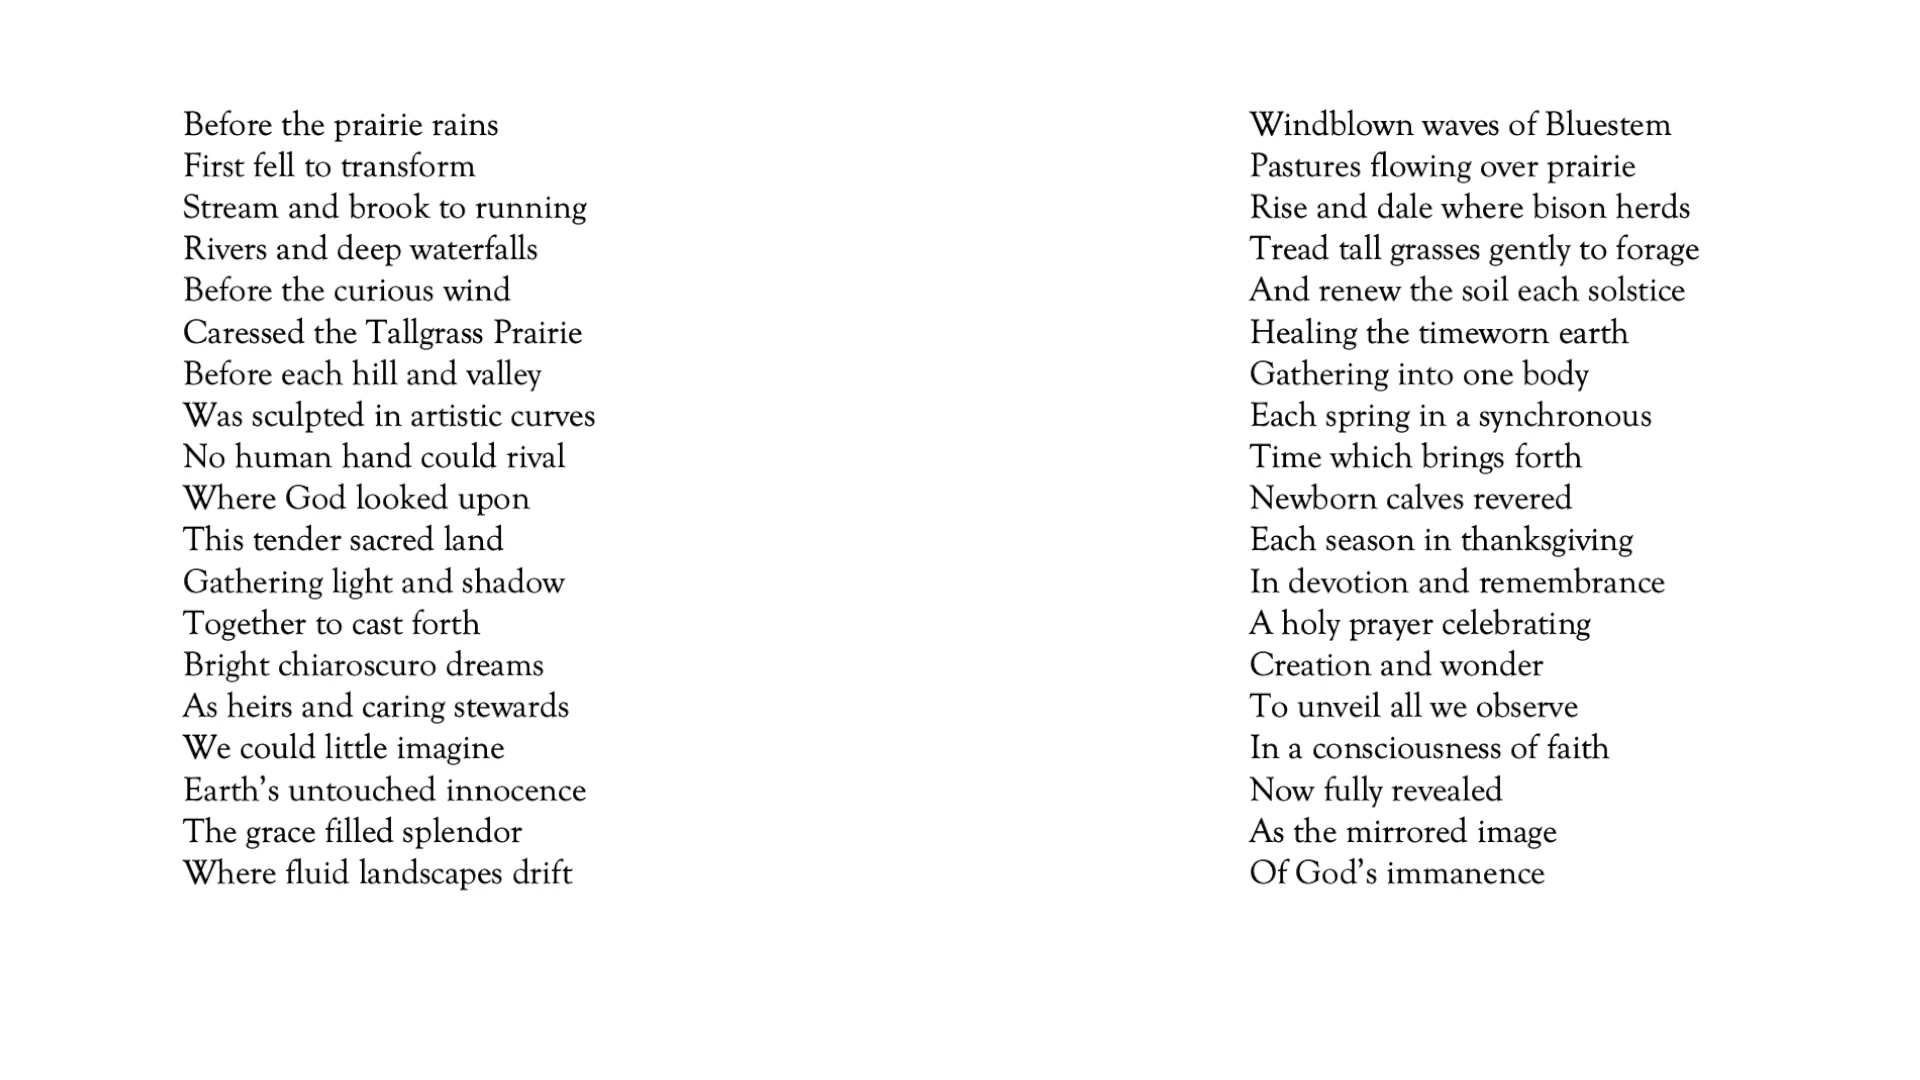 Before the prairie rains
First fell to transform
Stream and brook to running
Rivers and deep waterfalls
Before the curious wind
Caressed the Tallgrass Prairie
Before each hill and valley
Was sculpted in artistic curves
No human hand could rival
Where God looked upon
This tender sacred land
Gathering light and shadow
Together to cast forth
Bright chiaroscuro dreams
As heirs and caring stewards
We could little imagine
Earth’s untouched innocence
The grace filled splendor
Where fluid landscapes drift
Windblown waves of Bluestem
Pastures flowing over prairie
Rise and dale where bison herds
Tread tall grasses gently to forage
And renew the soil each solstice
Healing the timeworn earth
Gathering into one body
Each spring in a synchronous
Time which brings forth
Newborn calves revered
Each season in thanksgiving
In devotion and remembrance
A holy prayer celebrating
Creation and wonder
To unveil all we observe
In a consciousness of faith
Now fully revealed
As the mirrored image
Of God’s immanence